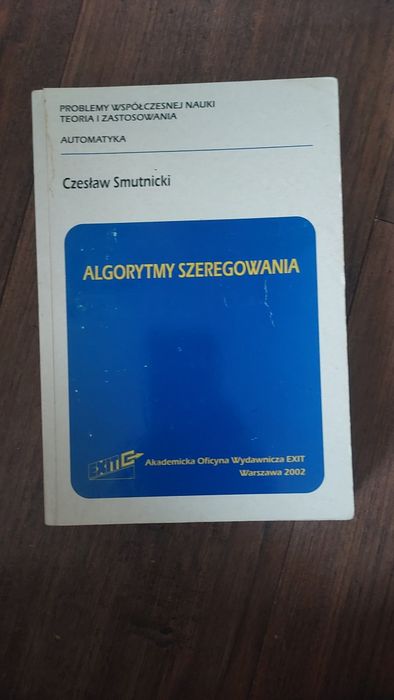 PROBLEMY WSPÓŁCZESNEJ NAUKI
TEORIA I ZASTOSOWANIA
AUTOMATYKA
Czesław Smutnicki
ALGORYTMY SZEREGOWANIA
EXIT
Akademicka Oficyna Wydawnicza EXIT
Warszawa 2002